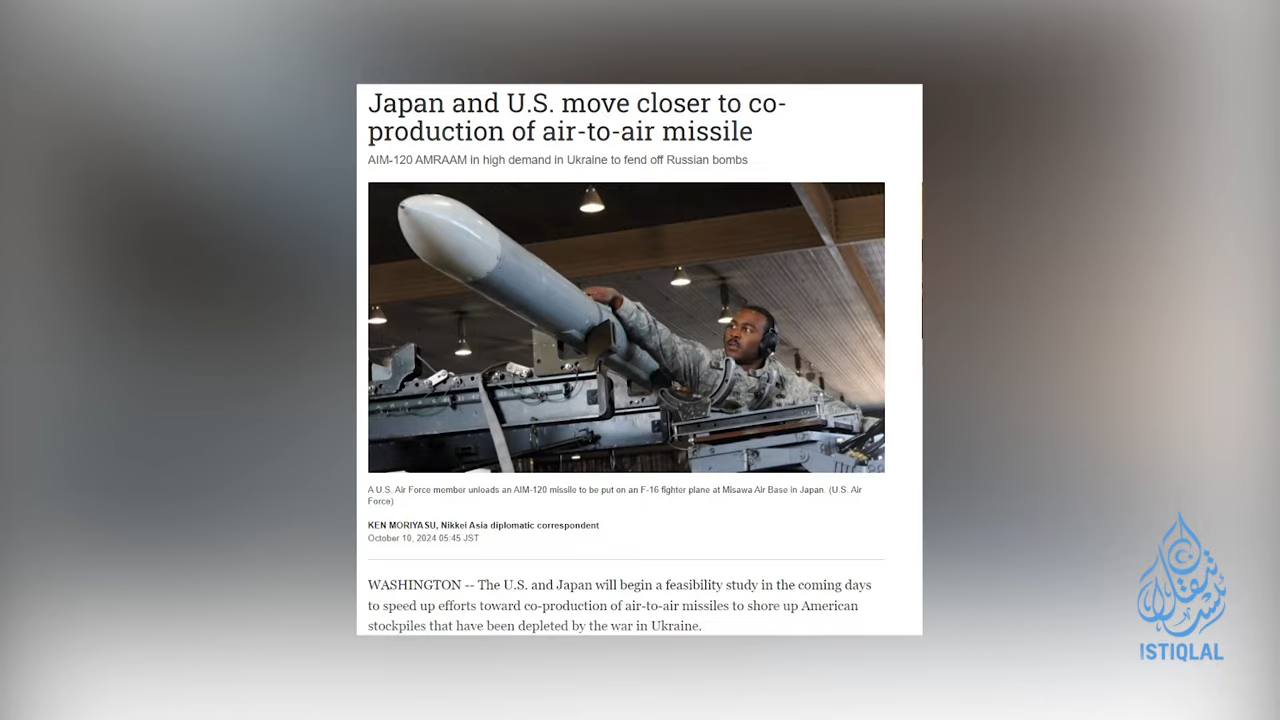 Japan and U.S. move closer to co-
production of air-to-air missile
AIM-120 AMRAAM in high demand in Ukraine to fend off Russian bombs
A U.S. Air Force member unloads an AIM-120 missile to be put on an F-16 fighter plane at Misawa Air Base in Japan. (U.S. Air
Force)
KEN MORIYASU, Nikkei Asia diplomatic correspondent
October 10, 2024 05:45 JST
WASHINGTON -- The U.S. and Japan will begin a feasibility study in the coming days
to speed up efforts toward co-production of air-to-air missiles to shore up American
stockpiles that have been depleted by the war in Ukraine.
استقلال
ISTIQLAL